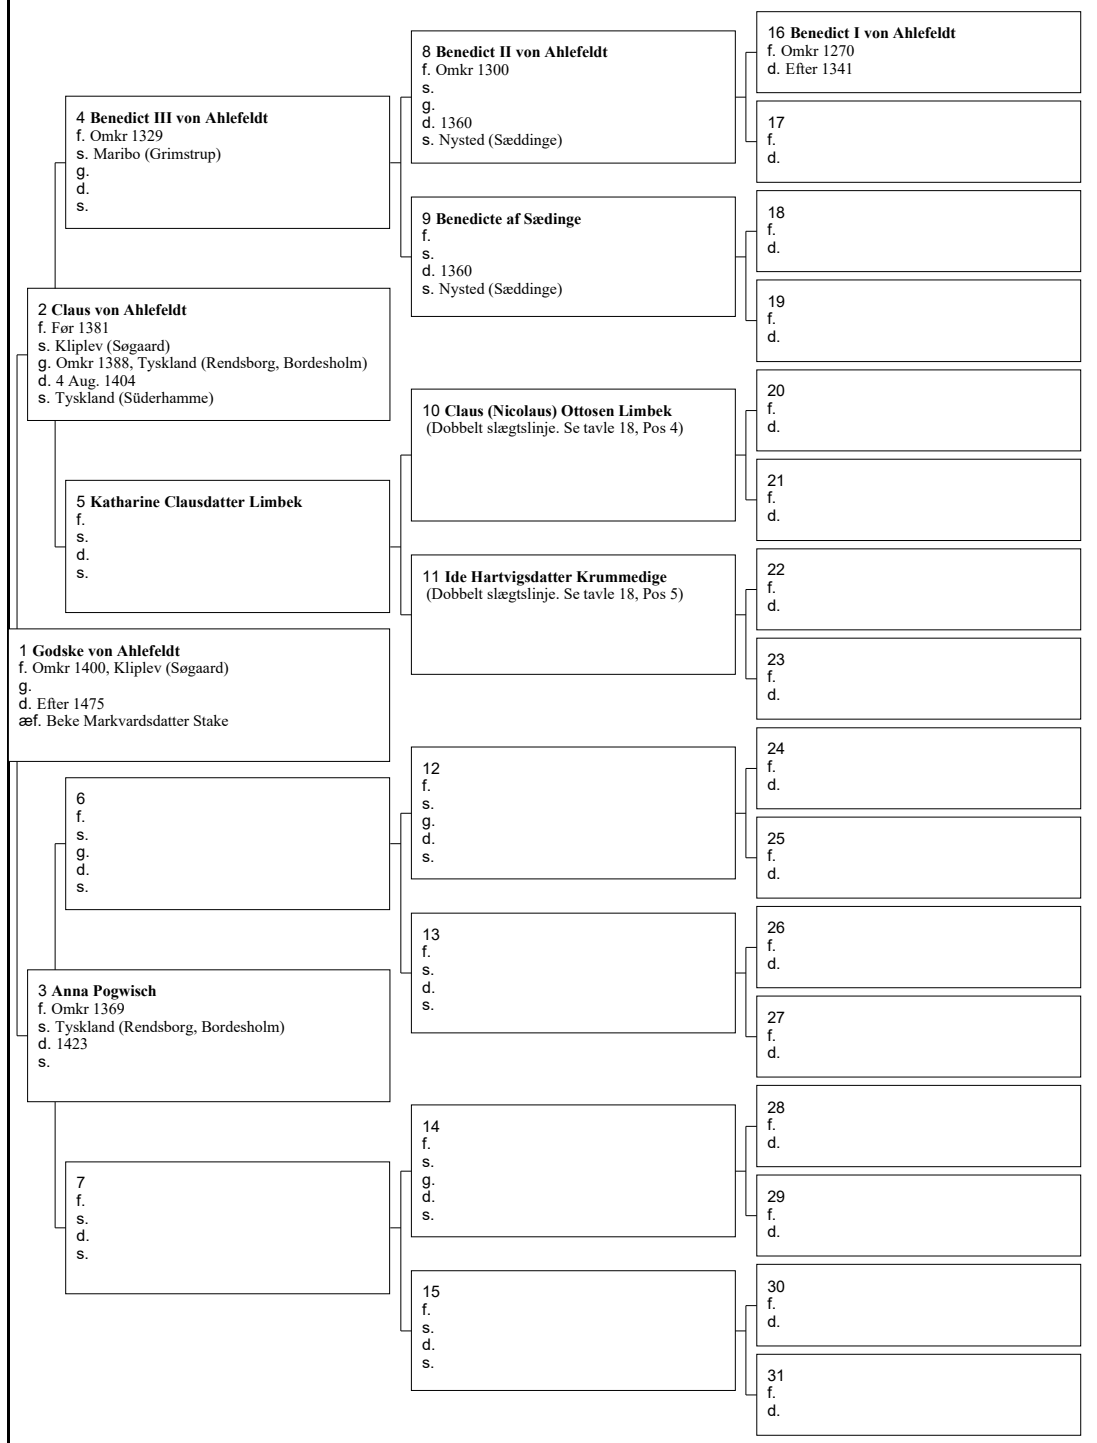 16 Benedict I von Ahlefeldt
f. Omkr 1270
d. Efter 1341
8 Benedict II von Ahlefeldt
f. Omkr 1300
s.
g.
d. 1360
s. Nysted (Sæddinge)
17
f.
d.
4 Benedict III von Ahlefeldt
f. Omkr 1329
s. Maribo (Grimstrup)
g.
d.
s.
18
f.
d.
9 Benedicte af Sædinge
f.
s.
d. 1360
s. Nysted (Sæddinge)
19
f.
d.
2 Claus von Ahlefeldt
f. Før 1381
s. Kliplev (Søgaard)
g. Omkr 1388, Tyskland (Rendsborg, Bordesholm)
d. 4 Aug. 1404
s. Tyskland (Süderhamme)
20
f.
d.
10 Claus (Nicolaus) Ottosen Limbek
(Dobbelt slægtslinje. Se tavle 18, Pos 4)
21
f.
d.
5 Katharine Clausdatter Limbek
f.
s.
d.
s.
22
f.
d.
11 Ide Hartvigsdatter Krummedige
(Dobbelt slægtslinje. Se tavle 18, Pos 5)
23
f.
d.
1 Godske von Ahlefeldt
f. Omkr 1400, Kliplev (Søgaard)
g.
d. Efter 1475
æf. Beke Markvardsdatter Stake
24
f.
d.
12
f.
s.
g.
d.
s.
25
f.
d.
6
f.
s.
g.
d.
s.
26
f.
d.
13
f.
s.
d.
s.
27
f.
d.
3 Anna Pogwisch
f. Omkr 1369
s. Tyskland (Rendsborg, Bordesholm)
d. 1423
s.
28
f.
d.
14
f.
s.
g.
d.
s.
29
f.
d.
7
f.
s.
d.
s.
30
f.
d.
15
f.
s.
d.
s.
31
f.
d.